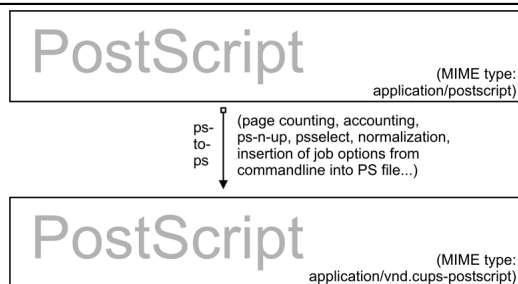 PostScript
(MIME type:
application/postscript)
ps-
to-
ps
(page counting, accounting,
ps-n-up, psselect, normalization,
insertion of job options from
commandline into PS file...)
PostScript
(MIME type:
application/vnd.cups-postscript)